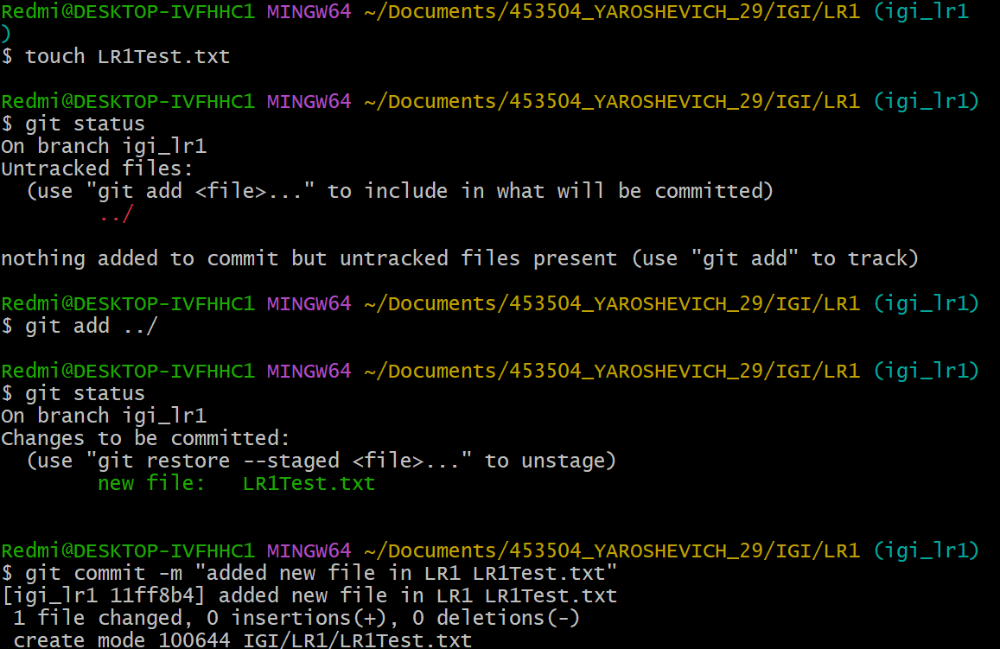 Redmi@DESKTOP-IVFHHC1 MINGW64 ~/Documents/453504_YAROSHEVICH_29/IGI/LR1 (igi_lr1
)
$ touch LR1Test.txt
Redmi@DESKTOP-IVFHHC1 MINGW64 ~/Documents/453504_YAROSHEVICH_29/IGI/LR1 (igi_lr1)
$ git status
On branch igi_lr1
Untracked files:
  (use "git add <file>..." to include in what will be committed)
        ../
nothing added to commit but untracked files present (use "git add" to track)
Redmi@DESKTOP-IVFHHC1 MINGW64 ~/Documents/453504_YAROSHEVICH_29/IGI/LR1 (igi_lr1)
$ git add ../
Redmi@DESKTOP-IVFHHC1 MINGW64 ~/Documents/453504_YAROSHEVICH_29/IGI/LR1 (igi_lr1)
$ git status
On branch igi_lr1
Changes to be committed:
  (use "git restore --staged <file>..." to unstage)
        new file:   LR1Test.txt
Redmi@DESKTOP-IVFHHC1 MINGW64 ~/Documents/453504_YAROSHEVICH_29/IGI/LR1 (igi_lr1)
$ git commit -m "added new file in LR1 LR1Test.txt"
[igi_lr1 11ff8b4] added new file in LR1 LR1Test.txt
 1 file changed, 0 insertions(+), 0 deletions(-)
 create mode 100644 IGI/LR1/LR1Test.txt